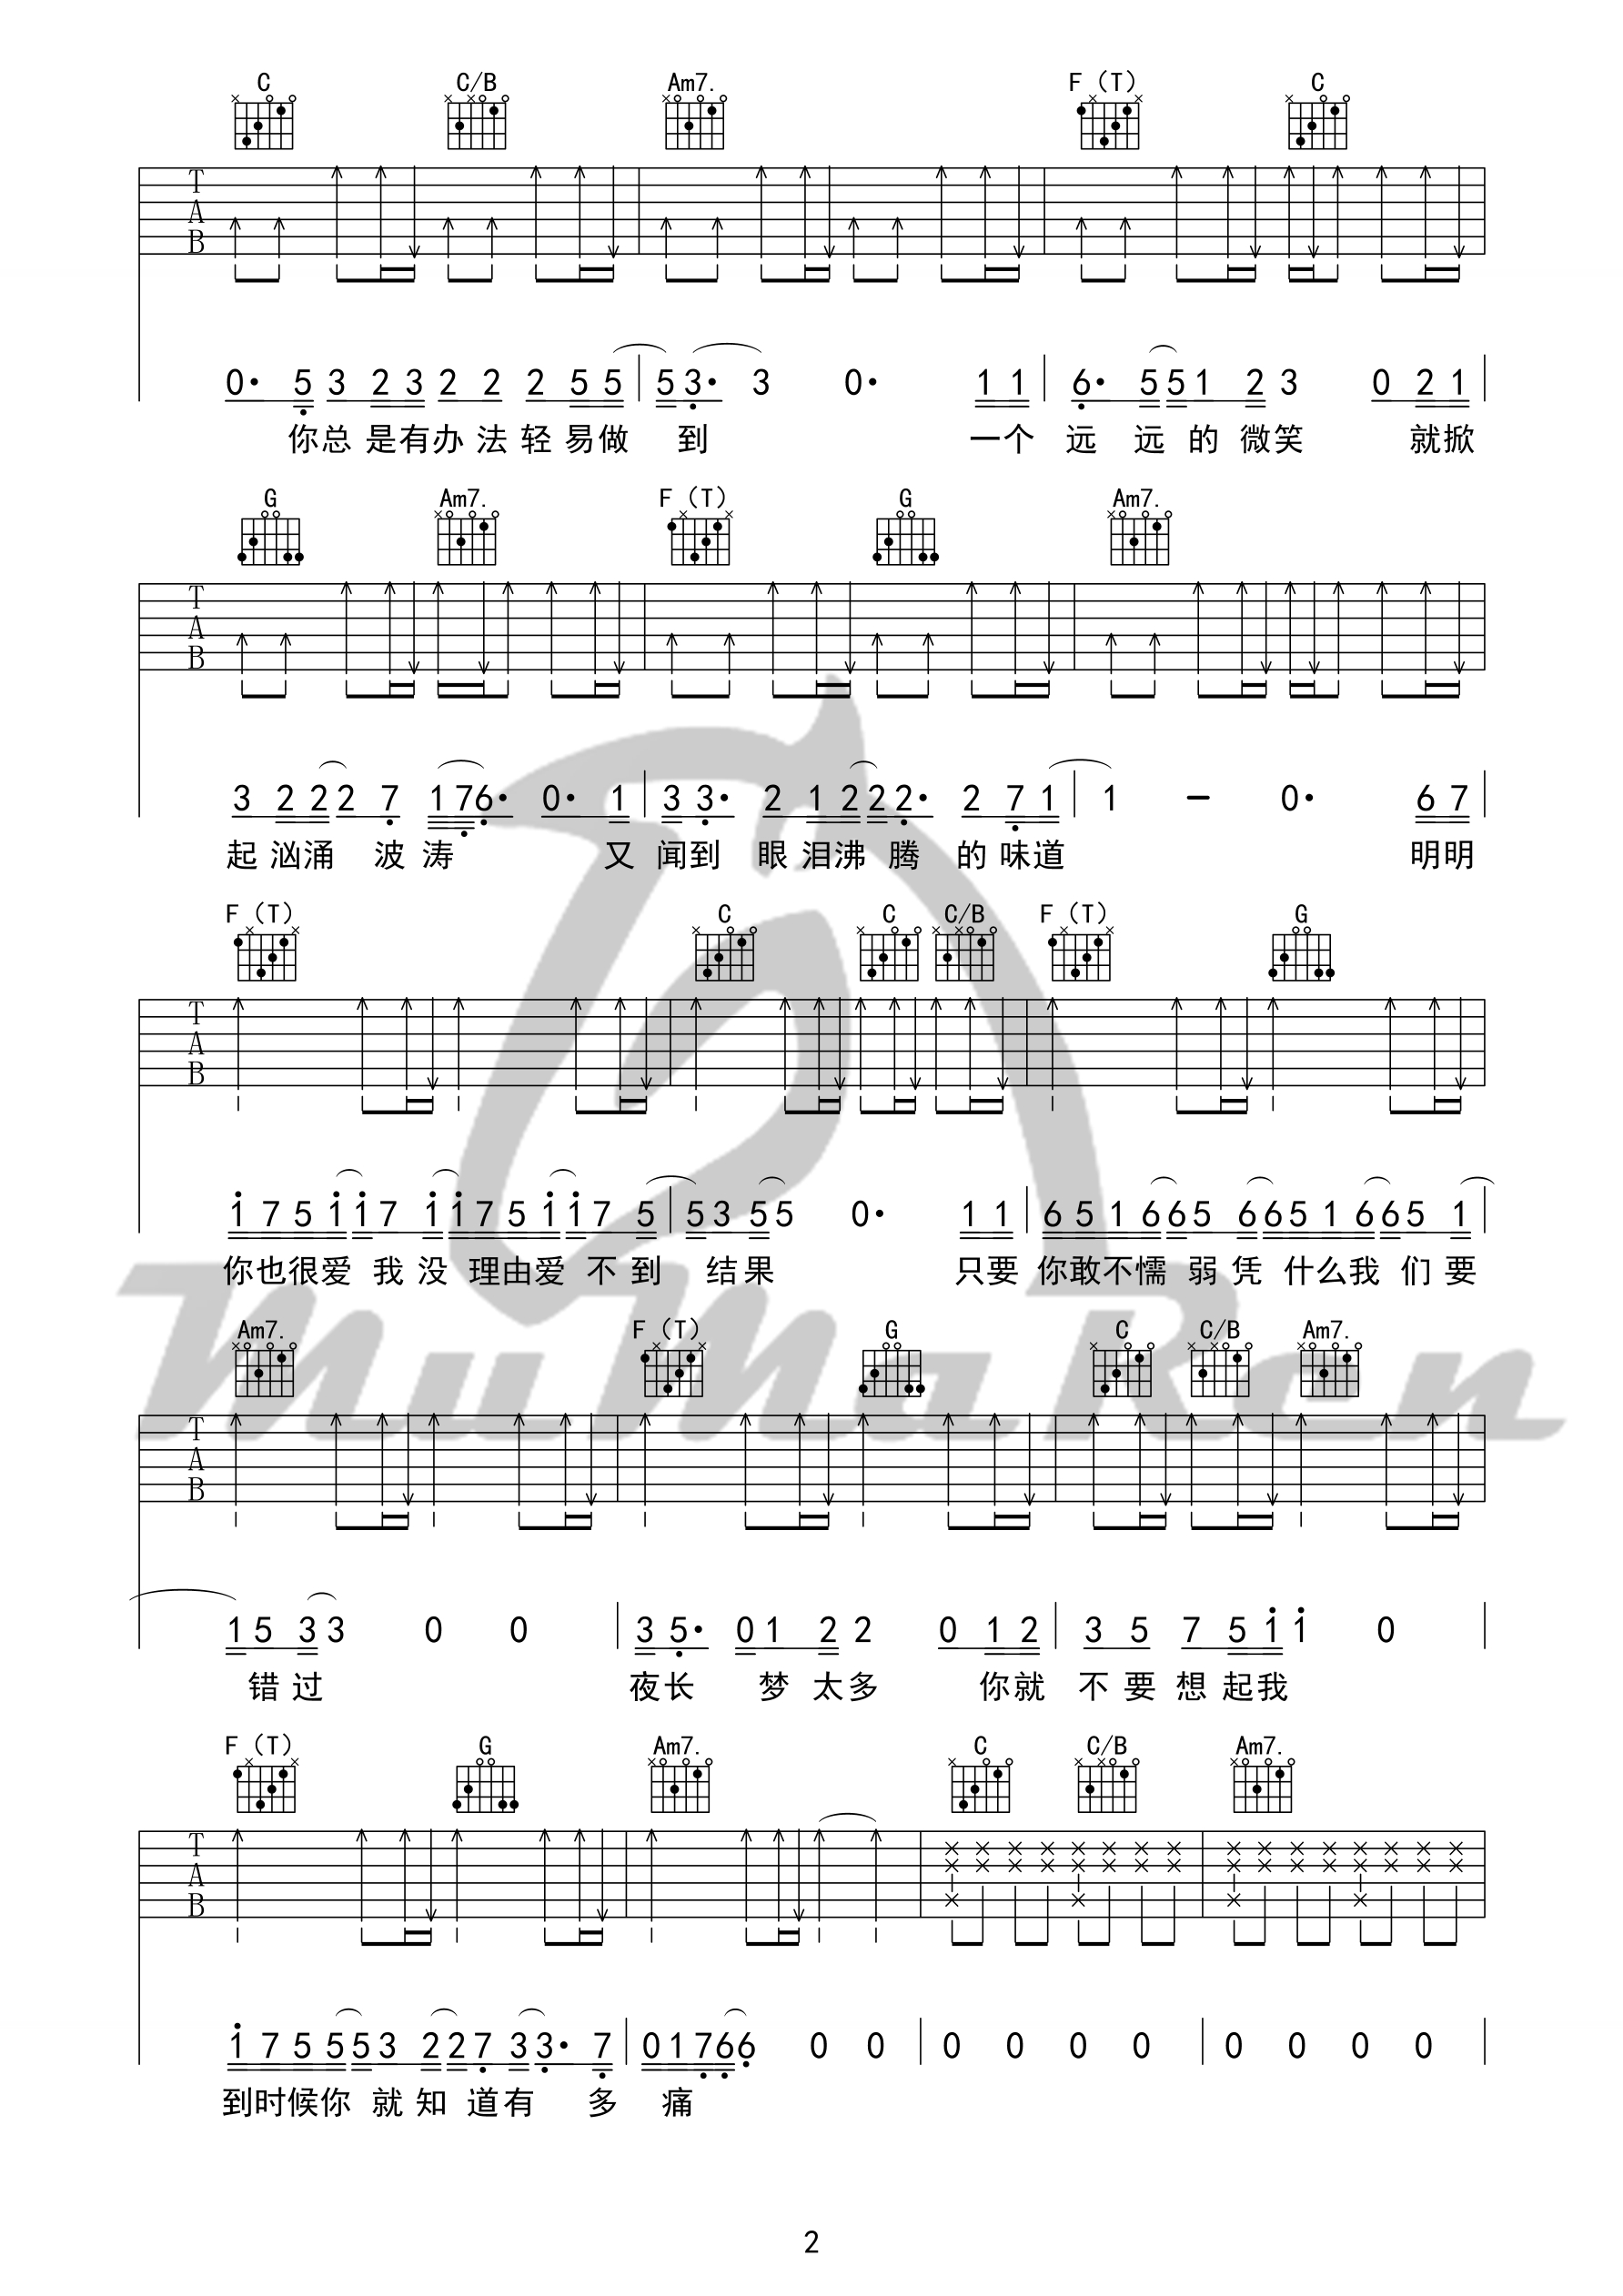 C C/B Am7. F (T) C
T
A
B
0· 5 3 2 3 2 2 2 5 5 5 3· 3 0· 1 1 6· 5 5 1 2 3 0 2 1
你总是有办法轻易做到 一个远远的微笑 就掀
G Am7. F (T) G Am7.
T
A
B
3 2 2 2 7 1 7 6· 0· 1 3 3· 2 1 2 2 2· 2 7 1 1 - 0· 6 7
起汹涌波涛 又闻到眼泪沸腾的味道 明明
F (T) C C C/B F (T) G
T
A
B
1 7 5 1 1 7 1 1 7 5 1 1 7 5 5 3 5 5 0· 1 1 6 5 1 6 6 5 6 6 5 1 6 6 5 1
你也很爱我没理由爱不到结果 只要你敢不懦弱凭什么我们要
Am7. F (T) G C C/B Am7.
T
A
B
1 5 3 3 0 0 3 5· 0 1 2 2 0 1 2 3 5 7 5 1 1 0
错过 夜长梦太多 你就不要想起我
F (T) G Am7. C C/B Am7.
T
A
B
1 7 5 5 5 3 2 2 7 3 3· 7 0 1 7 6 6 0 0 0 0 0 0 0 0 0 0
到时候你就知道有多痛
MuMaRen
2